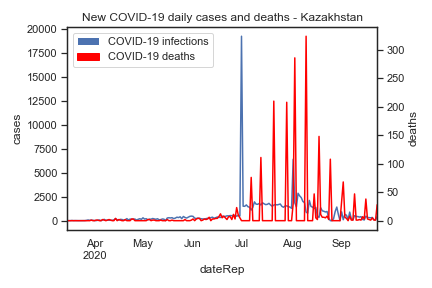 New COVID-19 daily cases and deaths - Kazakhstan
COVID-19 infections
COVID-19 deaths
20000
17500
15000
12500
10000
7500
5000
2500
0
cases
300
250
200
150
100
50
0
deaths
Apr May Jun Jul Aug Sep
2020
dateRep